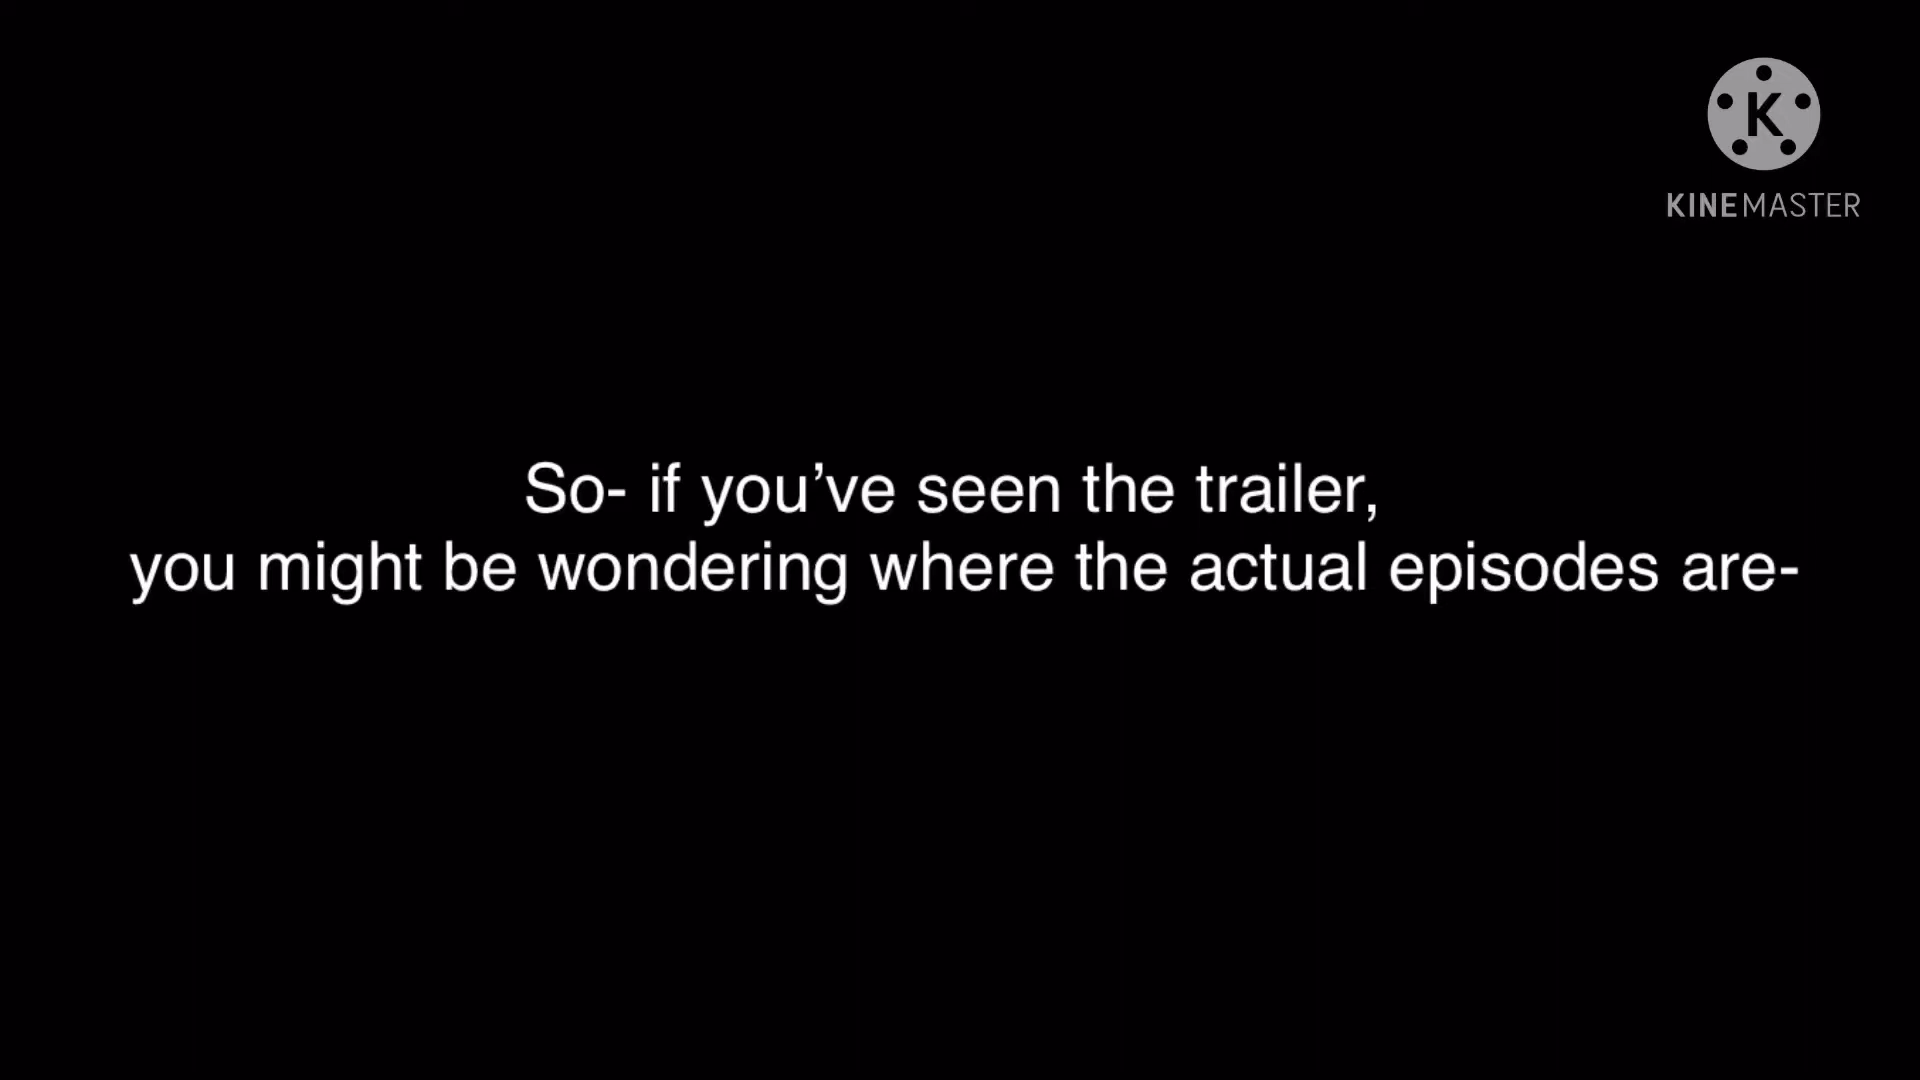 K
KINEMASTER
So- if you’ve seen the trailer,
you might be wondering where the actual episodes are-